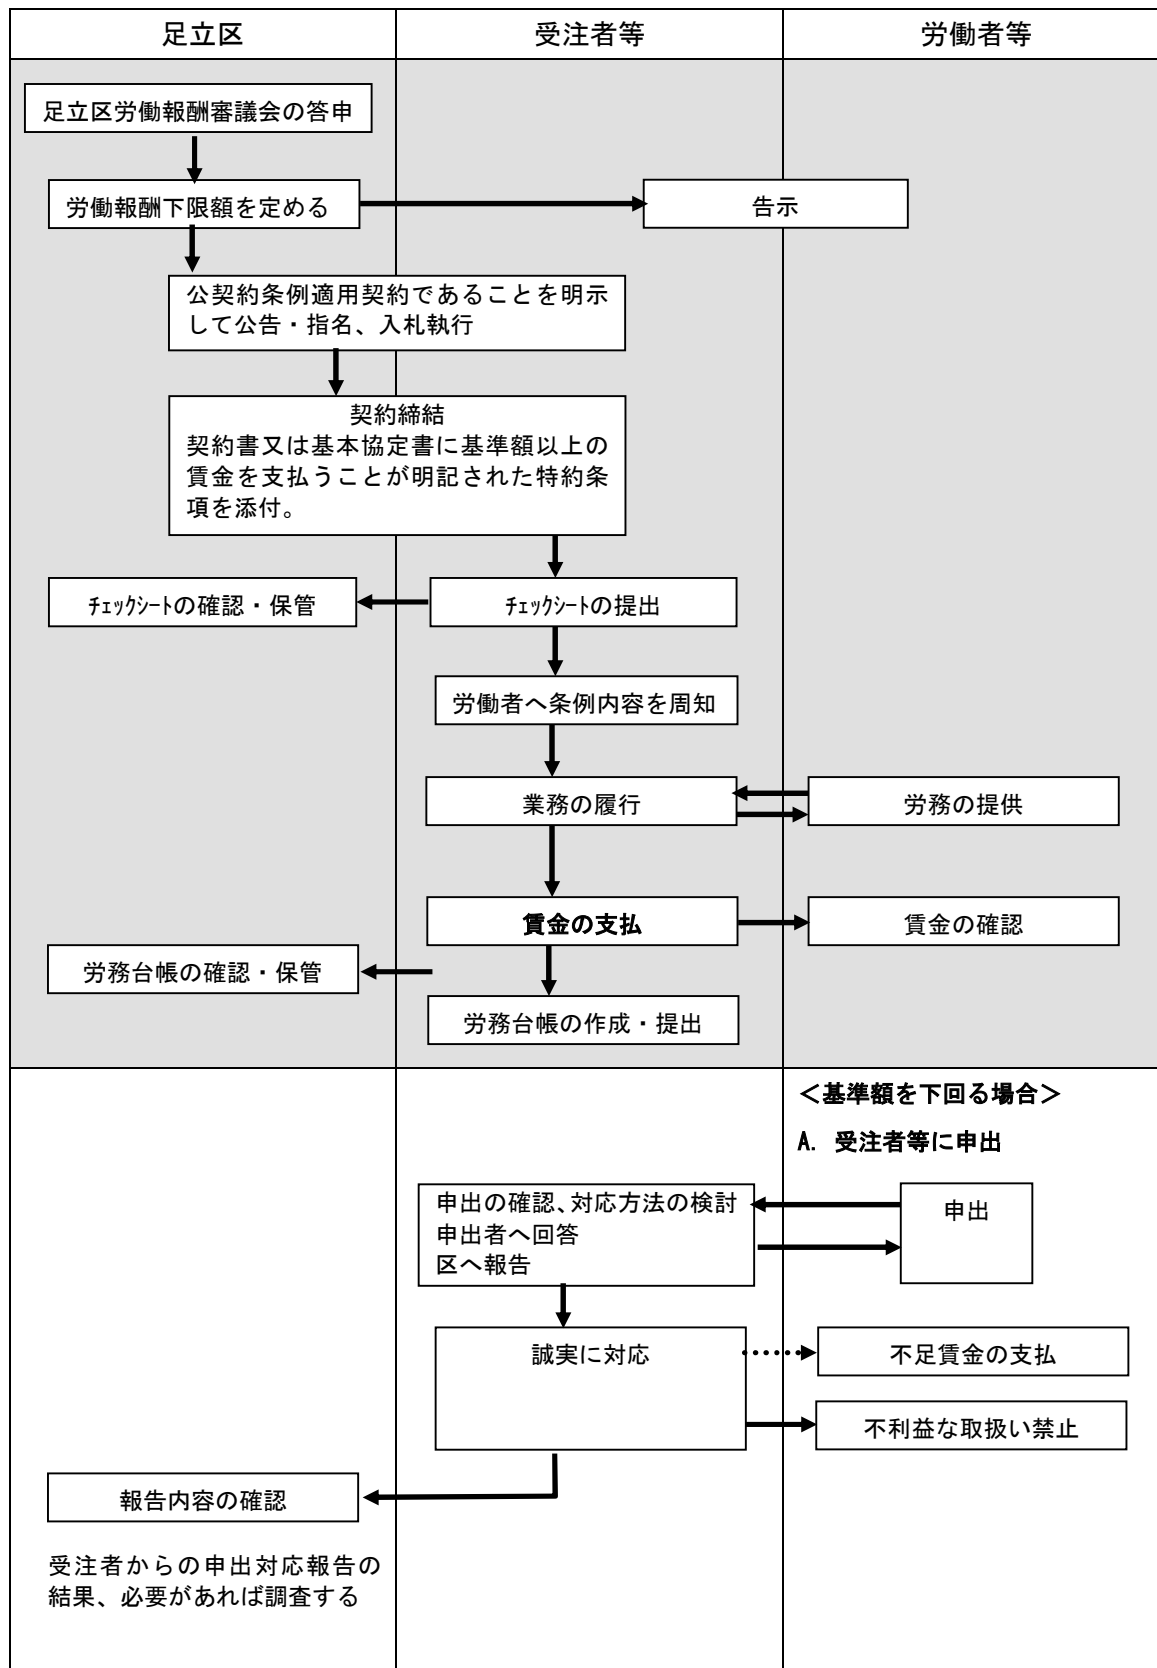 足立区
受注者等
労働者等
足立区労働報酬審議会の答申
労働報酬下限額を定める
告示
公契約条例適用契約であることを明示
して公告・指名、入札執行
契約締結
契約書又は基本協定書に基準額以上の
賃金を支払うことが明記された特約条
項を添付。
ﾁｪｯｸｼｰﾄの確認・保管
ﾁｪｯｸｼｰﾄの提出
労働者へ条例内容を周知
業務の履行
労務の提供
賃金の支払
賃金の確認
労務台帳の確認・保管
労務台帳の作成・提出
＜基準額を下回る場合＞
A. 受注者等に申出
申出の確認、対応方法の検討
申出者へ回答
区へ報告
申出
誠実に対応
不足賃金の支払
不利益な取扱い禁止
報告内容の確認
受注者からの申出対応報告の
結果、必要があれば調査する